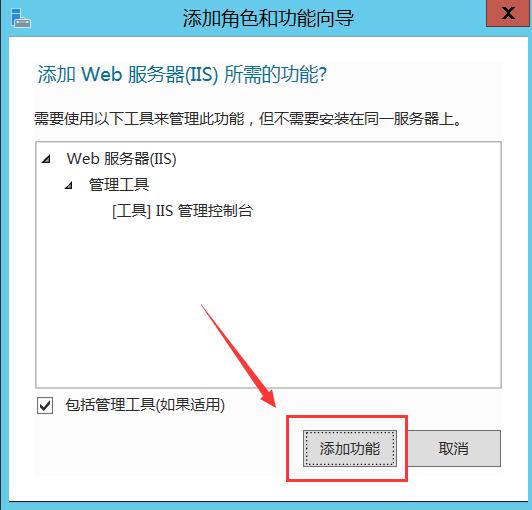 添加角色和功能向导
X
添加 Web 服务器(IIS) 所需的功能?
需要使用以下工具来管理此功能，但不需要安装在同一服务器上。
Web 服务器(IIS)
管理工具
[工具] IIS 管理控制台
包括管理工具(如果适用)
添加功能
取消